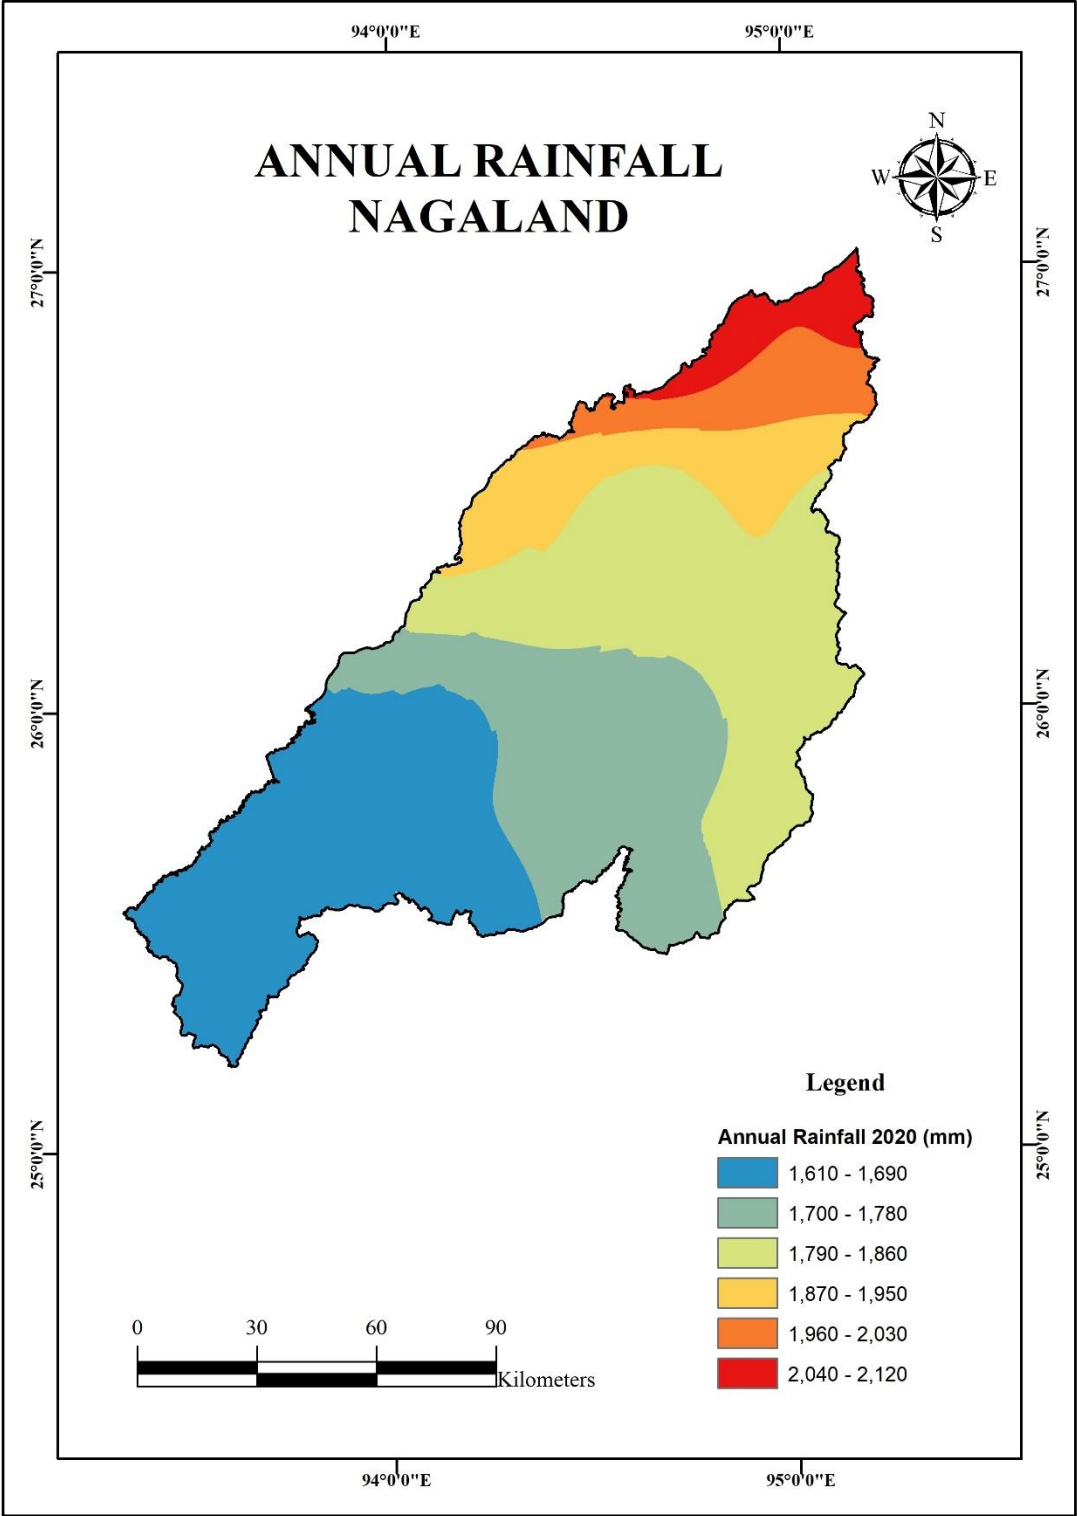 94°0'0"E
95°0'0"E
N
W
E
S
ANNUAL RAINFALL
NAGALAND
27°0'0"N
27°0'0"N
26°0'0"N
26°0'0"N
25°0'0"N
25°0'0"N
Legend
Annual Rainfall 2020 (mm)
1,610 - 1,690
1,700 - 1,780
1,790 - 1,860
1,870 - 1,950
1,960 - 2,030
2,040 - 2,120
0 30 60 90
Kilometers
94°0'0"E
95°0'0"E